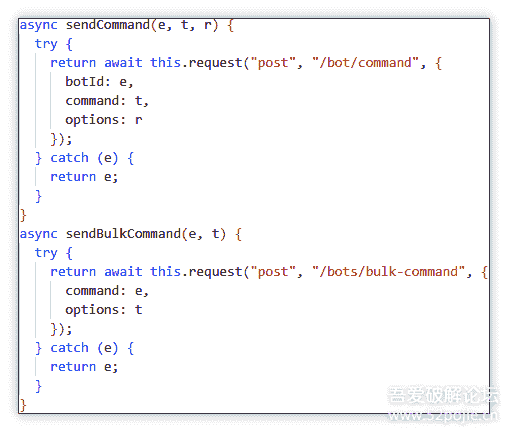 async sendCommand(e, t, r) {
  try {
    return await this.request("post", "/bot/command", {
      botId: e,
      command: t,
      options: r
    });
  } catch (e) {
    return e;
  }
}
async sendBulkCommand(e, t) {
  try {
    return await this.request("post", "/bots/bulk-command", {
      command: e,
      options: t
    });
  } catch (e) {
    return e;
  }
}
吾爱破解论坛
www.52pojie.cn